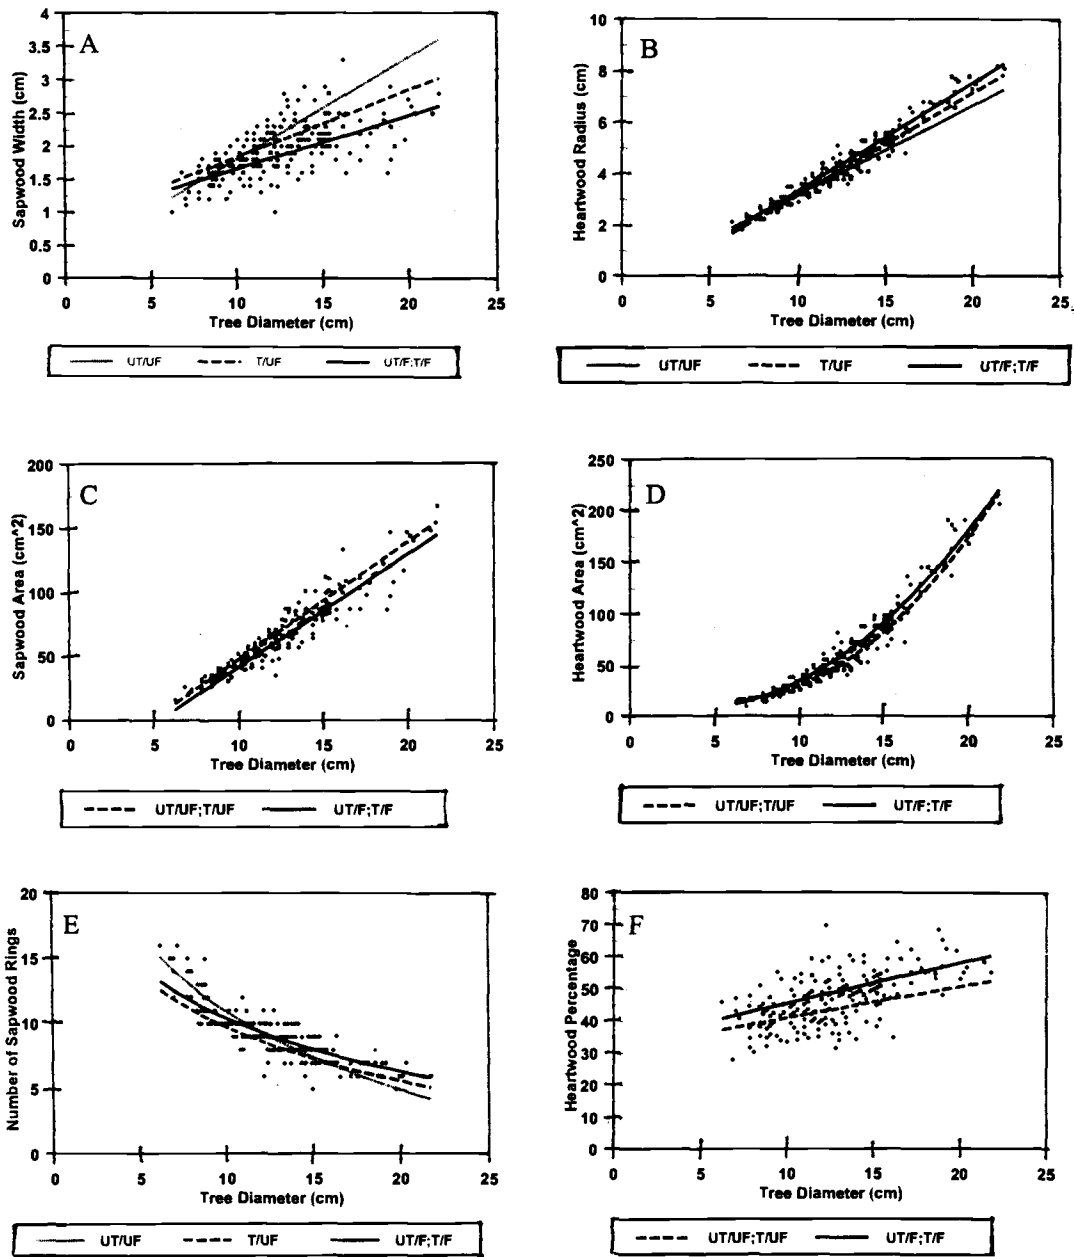 A
Sapwood Width (cm)
4
3.5
3
2.5
2
1.5
1
0.5
0
0 5 10 15 20 25
Tree Diameter (cm)
UT/UF T/UF UT/F;T/F
B
Heartwood Radius (cm)
10
8
6
4
2
0
0 5 10 15 20 25
Tree Diameter (cm)
UT/UF T/UF UT/F;T/F
C
Sapwood Area (cm^2)
200
150
100
50
0
0 5 10 15 20 25
Tree Diameter (cm)
UT/UF;T/UF UT/F;T/F
D
Heartwood Area (cm^2)
250
200
150
100
50
0
0 5 10 15 20 25
Tree Diameter (cm)
UT/UF;T/UF UT/F;T/F
E
Number of Sapwood Rings
20
15
10
5
0
0 5 10 15 20 25
Tree Diameter (cm)
UT/UF T/UF UT/F;T/F
F
Heartwood Percentage
80
70
60
50
40
30
20
10
0
0 5 10 15 20 25
Tree Diameter (cm)
UT/UF;T/UF UT/F;T/F